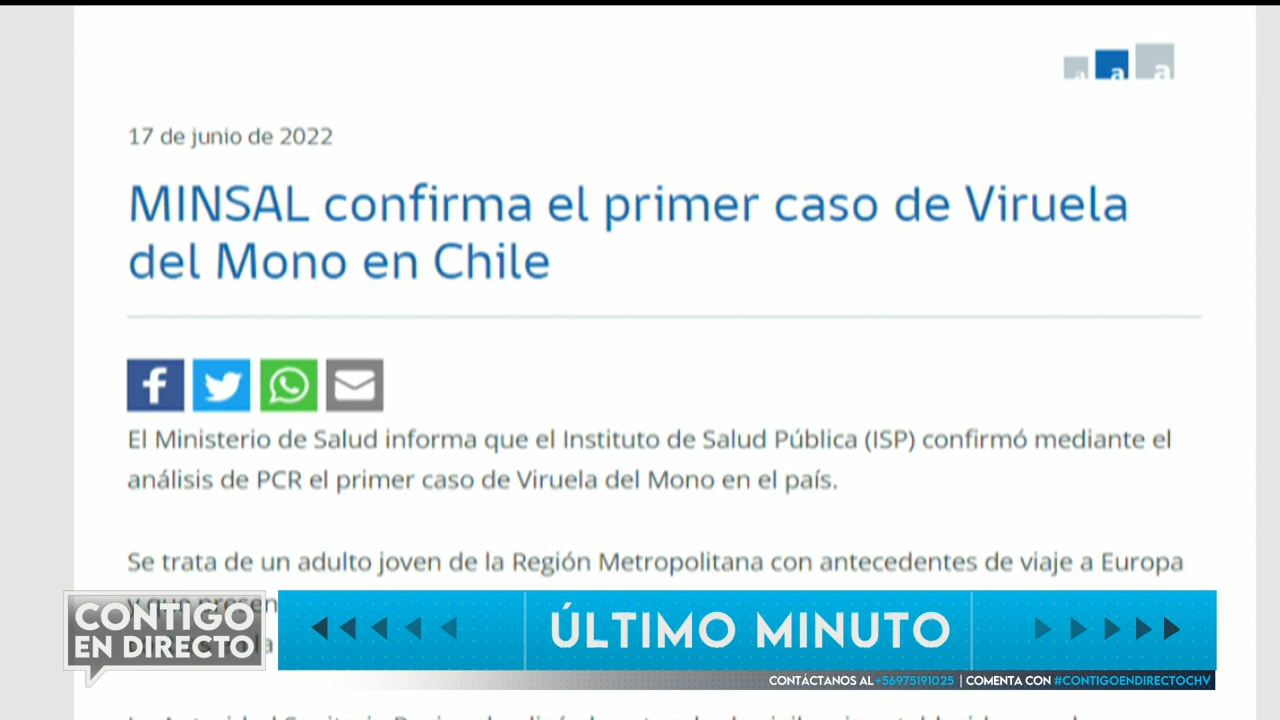 a a a
17 de junio de 2022
MINSAL confirma el primer caso de Viruela
del Mono en Chile
El Ministerio de Salud informa que el Instituto de Salud Pública (ISP) confirmó mediante el
análisis de PCR el primer caso de Viruela del Mono en el país.
Se trata de un adulto joven de la Región Metropolitana con antecedentes de viaje a Europa
y que
CONTIGO
EN DIRECTO
ÚLTIMO MINUTO
CONTÁCTANOS AL +56975191025 | COMENTA CON #CONTIGOENDIRECTOCHV